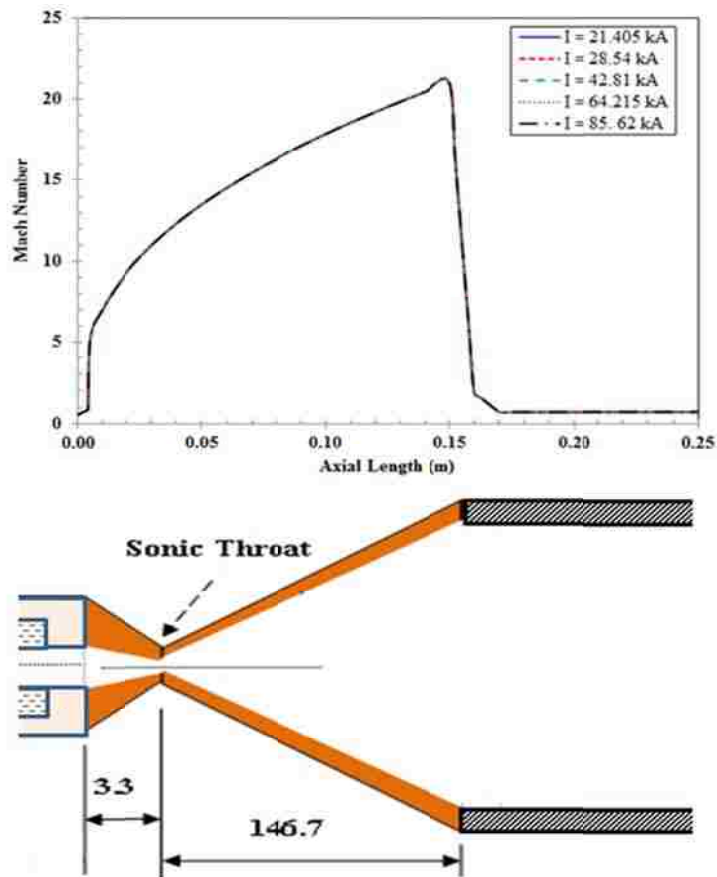 25
20
15
10
5
0
Mach Number
I = 21.405 kA
I = 28.54 kA
I = 42.81 kA
I = 64.215 kA
I = 85. 62 kA
0.00
0.05
0.10
0.15
0.20
0.25
Axial Length (m)
Sonic Throat
3.3
146.7